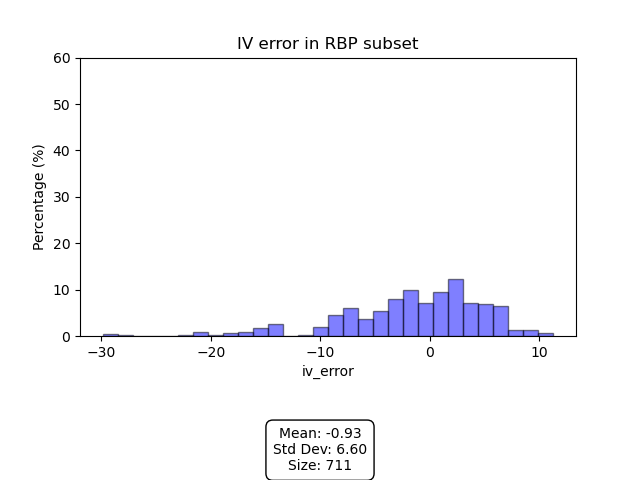 IV error in RBP subset
60
50
40
30
20
10
0
Percentage (%)
−30
−20
−10
0
10
iv_error
Mean: -0.93
Std Dev: 6.60
Size: 711